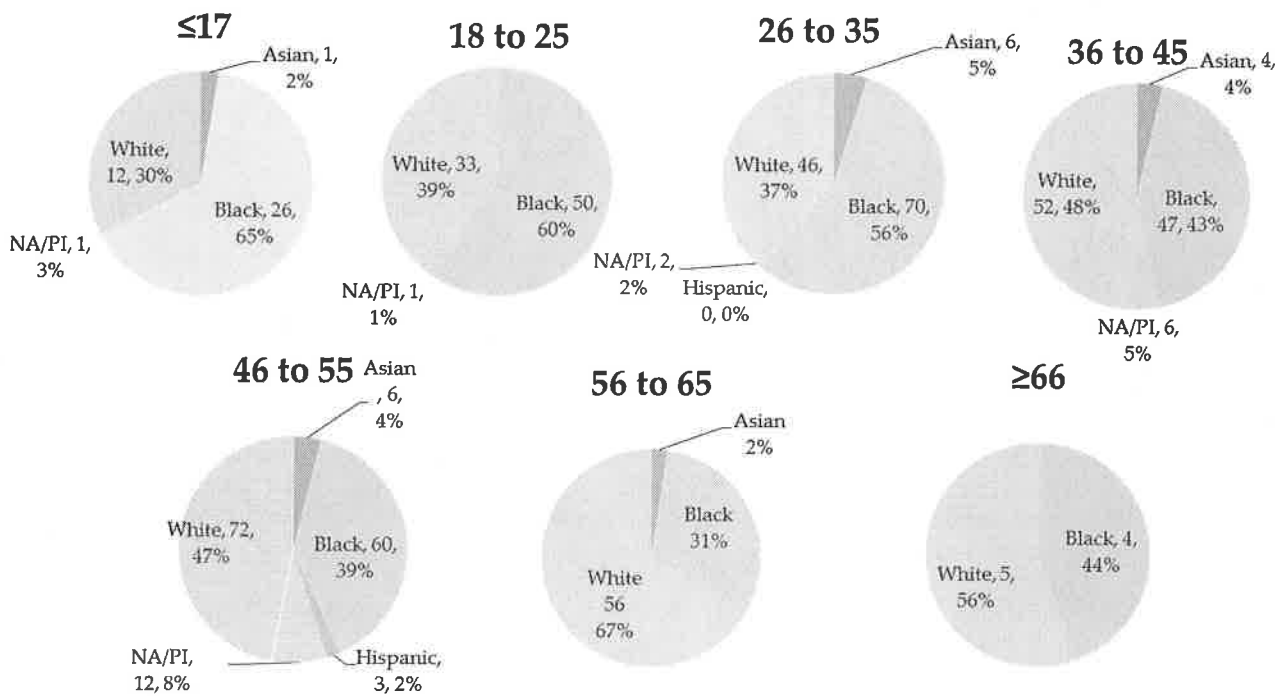 ≤17
Asian, 1,
2%
White,
12, 30%
Black, 26,
65%
NA/PI, 1,
3%
18 to 25
White, 33,
39%
Black, 50,
60%
NA/PI, 1,
1%
26 to 35
Asian, 6,
5%
White, 46,
37%
Black, 70,
56%
NA/PI, 2,
2%
Hispanic,
0, 0%
36 to 45
Asian, 4,
4%
White,
52, 48%
Black,
47, 43%
NA/PI, 6,
5%
46 to 55
Asian
, 6,
4%
White, 72,
47%
Black, 60,
39%
NA/PI,
12, 8%
Hispanic,
3, 2%
56 to 65
Asian
2%
Black
31%
White
56
67%
≥66
Black, 4,
44%
White, 5,
56%